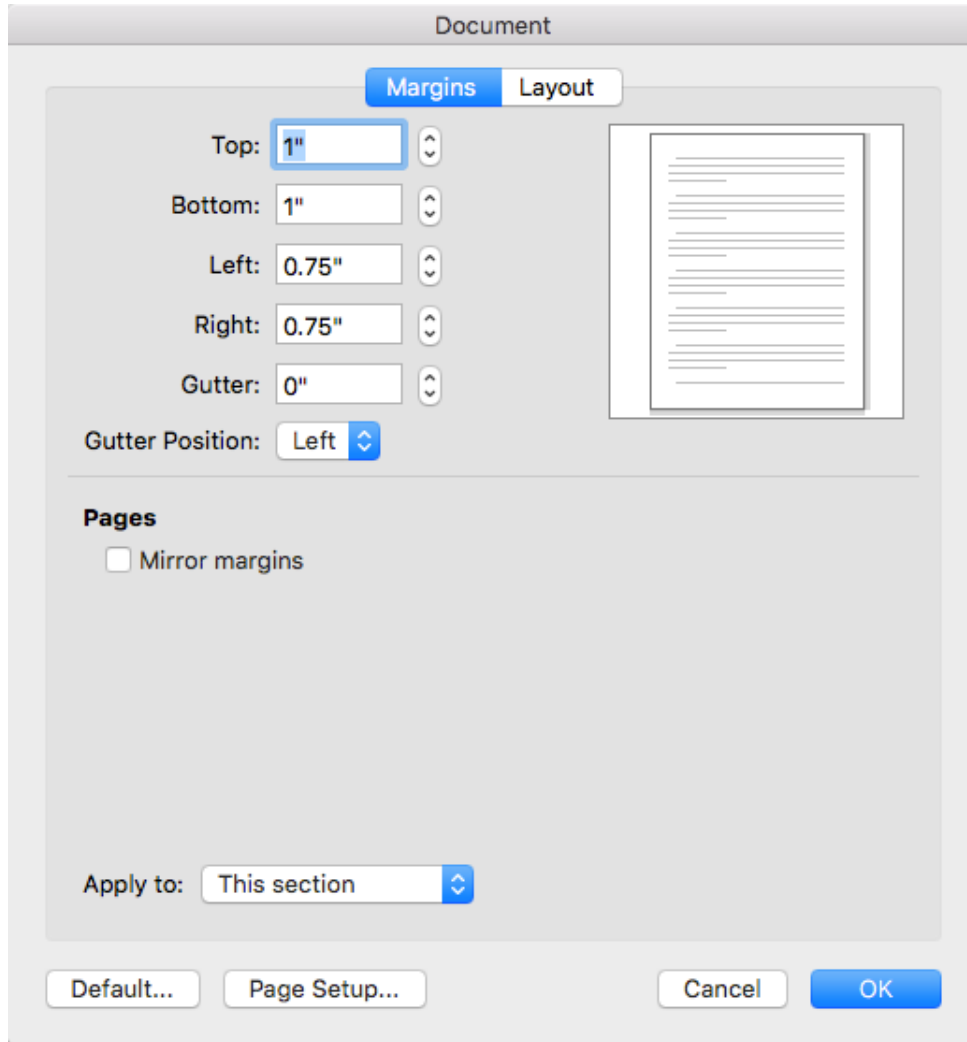 Document
Margins Layout
Top: 1"
Bottom: 1"
Left: 0.75"
Right: 0.75"
Gutter: 0"
Gutter Position: Left
Pages
Mirror margins
Apply to: This section
Default... Page Setup... Cancel OK